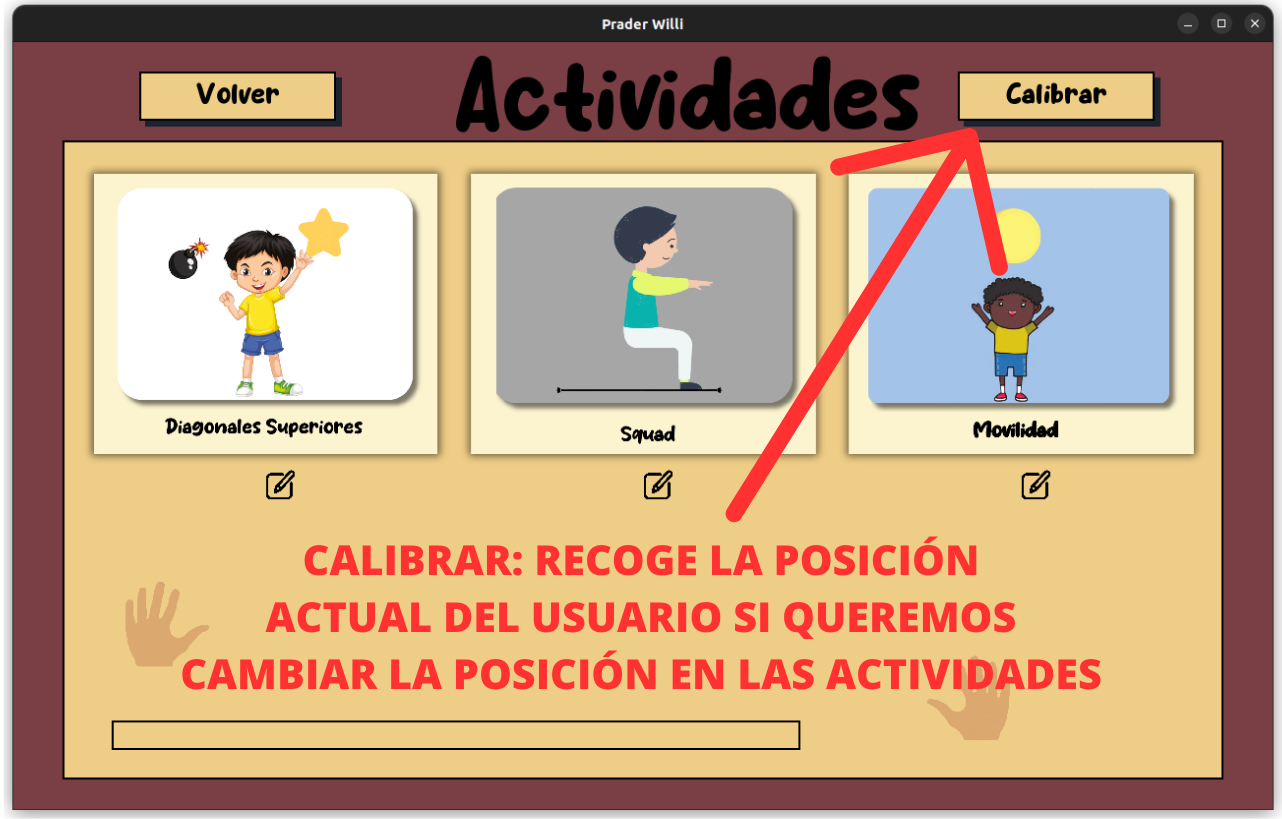 Prader Willi
Volver
Actividades
Calibrar
Diagonales Superiores
Squad
Movilidad
CALIBRAR: RECOGE LA POSICIÓN
ACTUAL DEL USUARIO SI QUEREMOS
CAMBIAR LA POSICIÓN EN LAS ACTIVIDADES